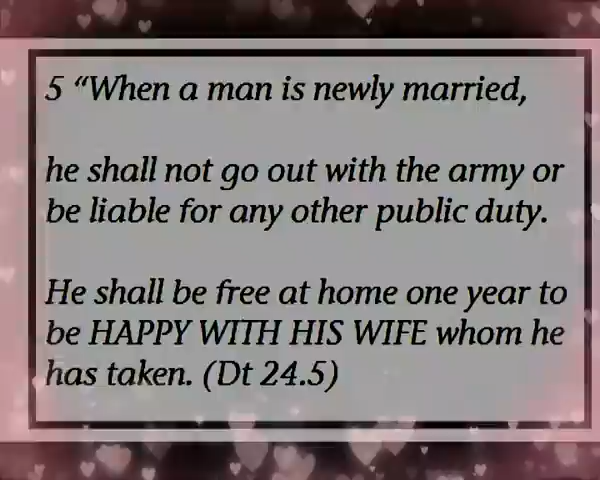 5 “When a man is newly married,
he shall not go out with the army or
be liable for any other public duty.
He shall be free at home one year to
be HAPPY WITH HIS WIFE whom he
has taken. (Dt 24.5)